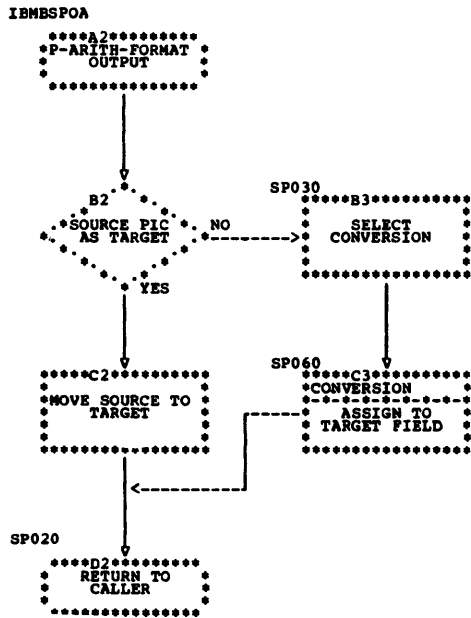 IBMBSPOA
A2
P-ARITH-FORMAT
OUTPUT
B2
SOURCE PIC
AS TARGET
NO
YES
SP030
B3
SELECT
CONVERSION
C2
MOVE SOURCE TO
TARGET
SP060
C3
CONVERSION
ASSIGN TO
TARGET FIELD
SP020
D2
RETURN TO
CALLER